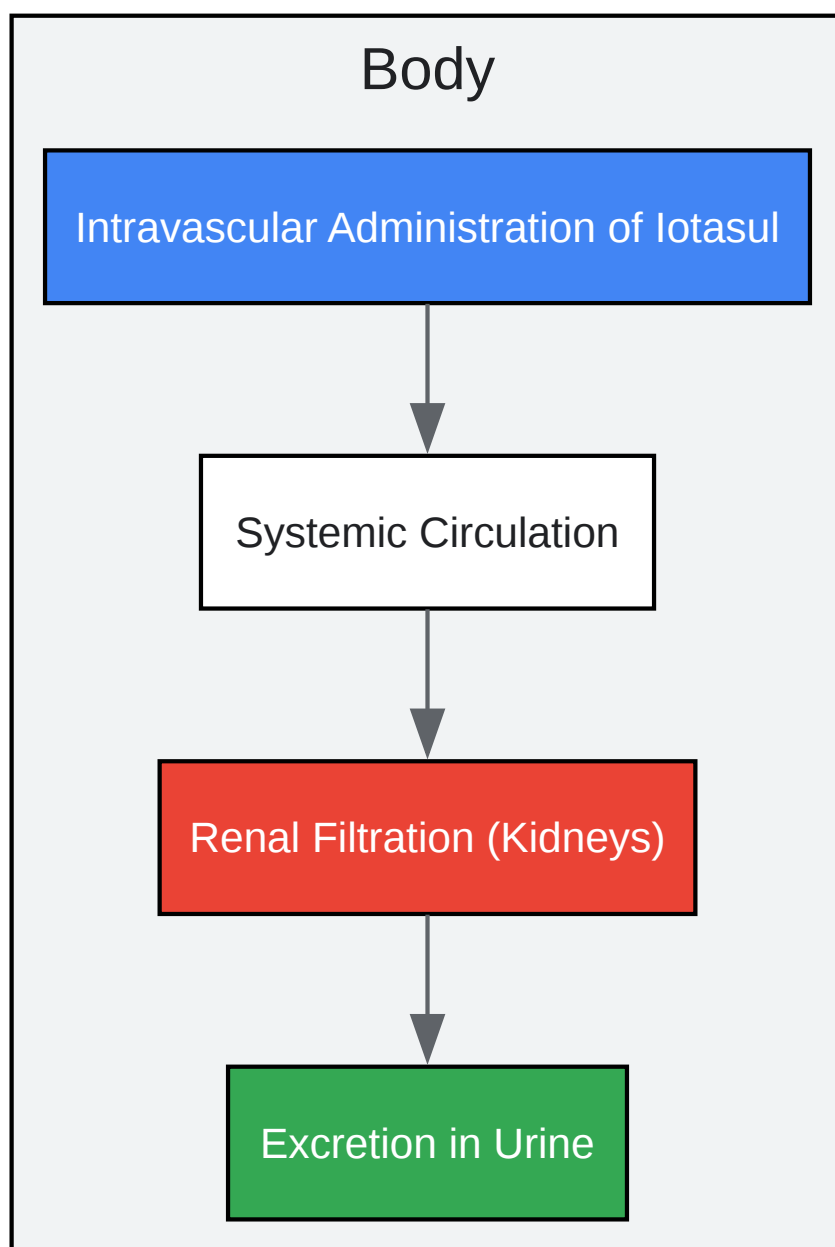 Body
Intravascular Administration of Iotasul
Systemic Circulation
Renal Filtration (Kidneys)
Excretion in Urine